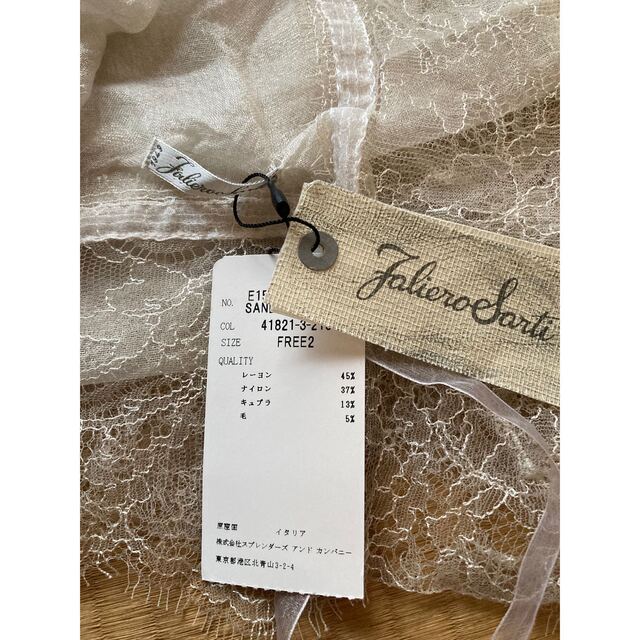 Faliero Sarti
NO. E15
SAND
COL 41821-3-210
SIZE FREE2
QUALITY
レーヨン 45%
ナイロン 37%
キュプラ 13%
毛 5%
原産国 イタリア
株式会社スプレンダーズ アンド カンパニー
東京都港区北青山3-2-4
Faliero Sarti